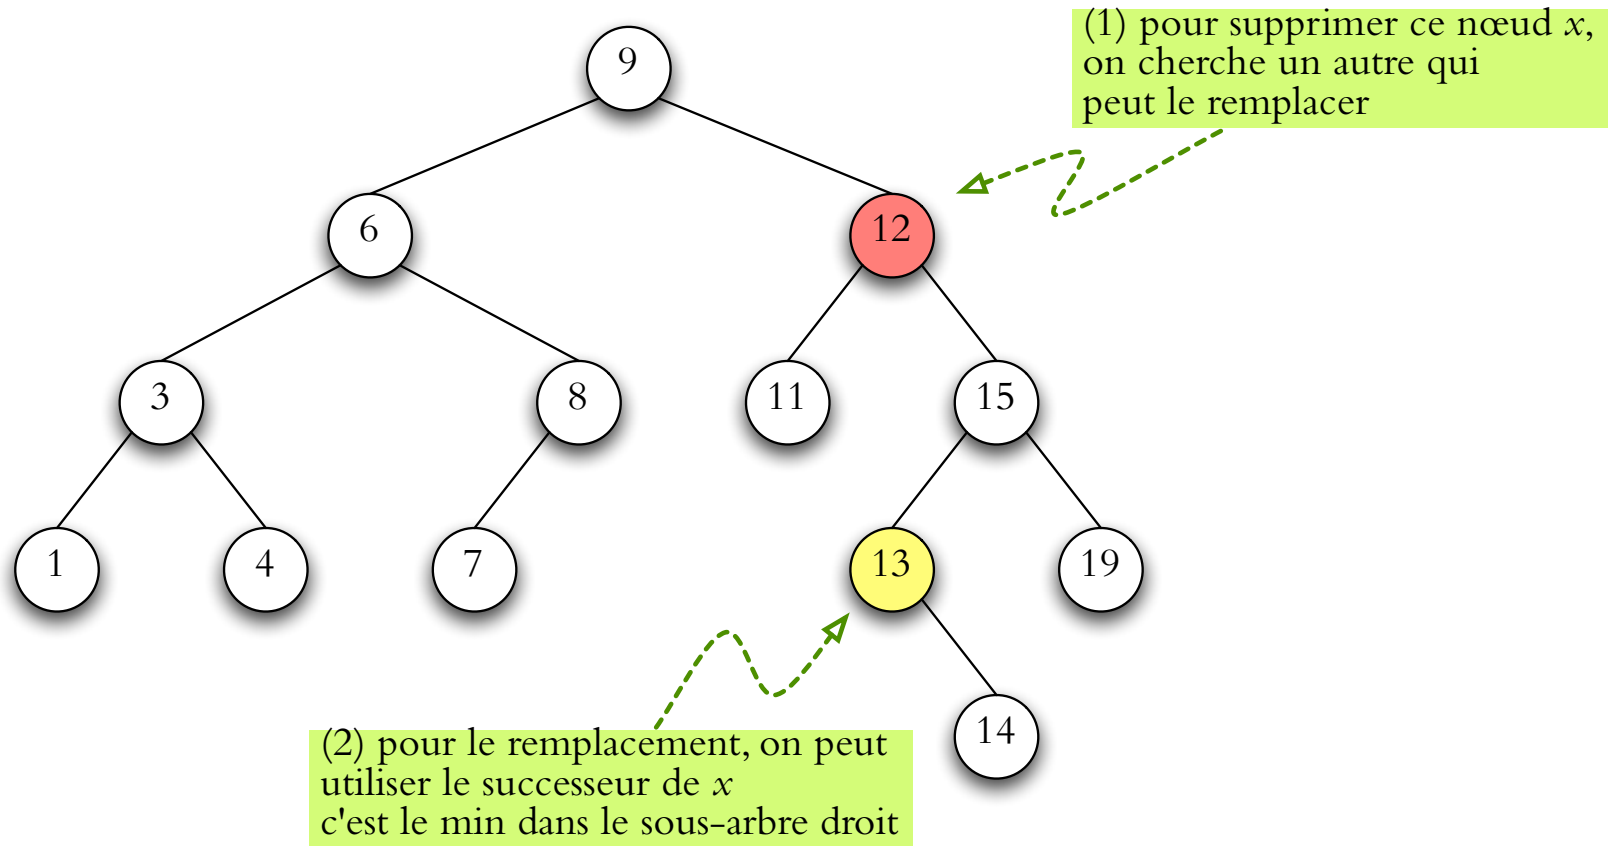 (1) pour supprimer ce nœud x,
on cherche un autre qui
peut le remplacer
9
6
12
3
8
11
15
1
4
7
13
19
14
(2) pour le remplacement, on peut
utiliser le successeur de x
c'est le min dans le sous-arbre droit